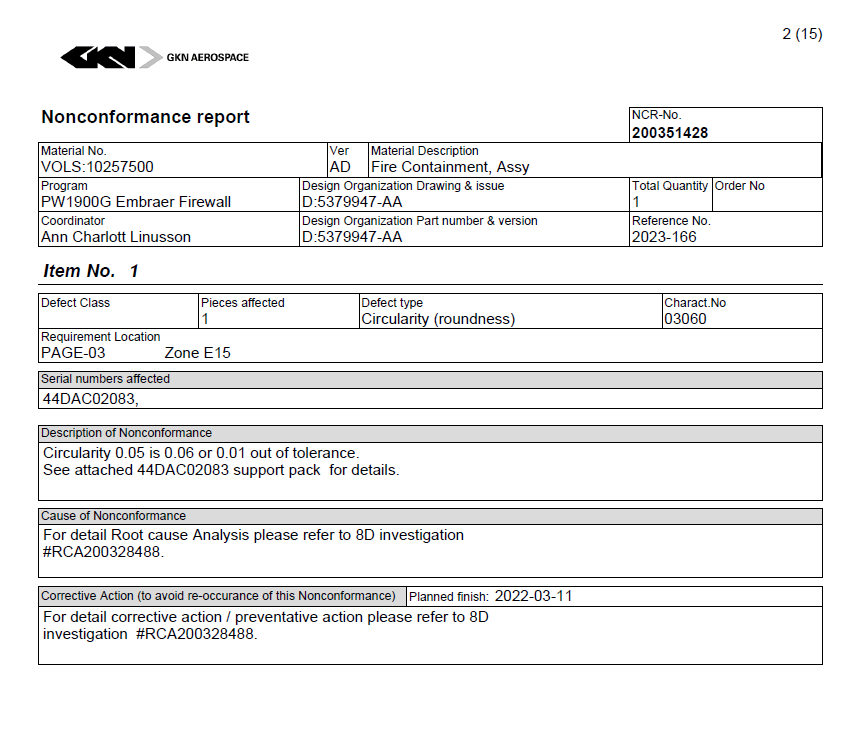 2 (15)
GKN AEROSPACE
Nonconformance report
NCR-No.
200351428
Material No.
VOLS:10257500
Ver
AD
Material Description
Fire Containment, Assy
Program
PW1900G Embraer Firewall
Design Organization Drawing & issue
D:5379947-AA
Total Quantity
1
Order No
Coordinator
Ann Charlott Linusson
Design Organization Part number & version
D:5379947-AA
Reference No.
2023-166
Item No. 1
Defect Class
Pieces affected
1
Defect type
Circularity (roundness)
Charact.No
03060
Requirement Location
PAGE-03 Zone E15
Serial numbers affected
44DAC02083,
Description of Nonconformance
Circularity 0.05 is 0.06 or 0.01 out of tolerance.
See attached 44DAC02083 support pack for details.
Cause of Nonconformance
For detail Root cause Analysis please refer to 8D investigation
#RCA200328488.
Corrective Action (to avoid re-occurance of this Nonconformance)
Planned finish: 2022-03-11
For detail corrective action / preventative action please refer to 8D
investigation #RCA200328488.